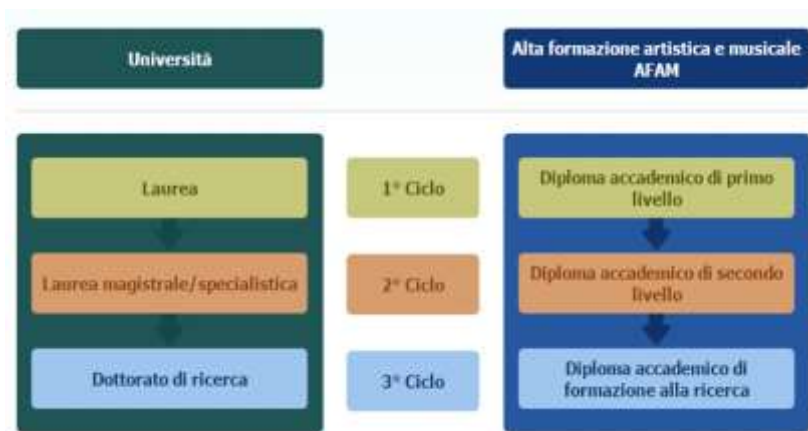 Università
Alta formazione artistica e musicale
AFAM
Laurea
1° Ciclo
Diploma accademico di primo
livello
Laurea magistrale/specialistica
2° Ciclo
Diploma accademico di secondo
livello
Dottorato di ricerca
3° Ciclo
Diploma accademico di
formazione alla ricerca